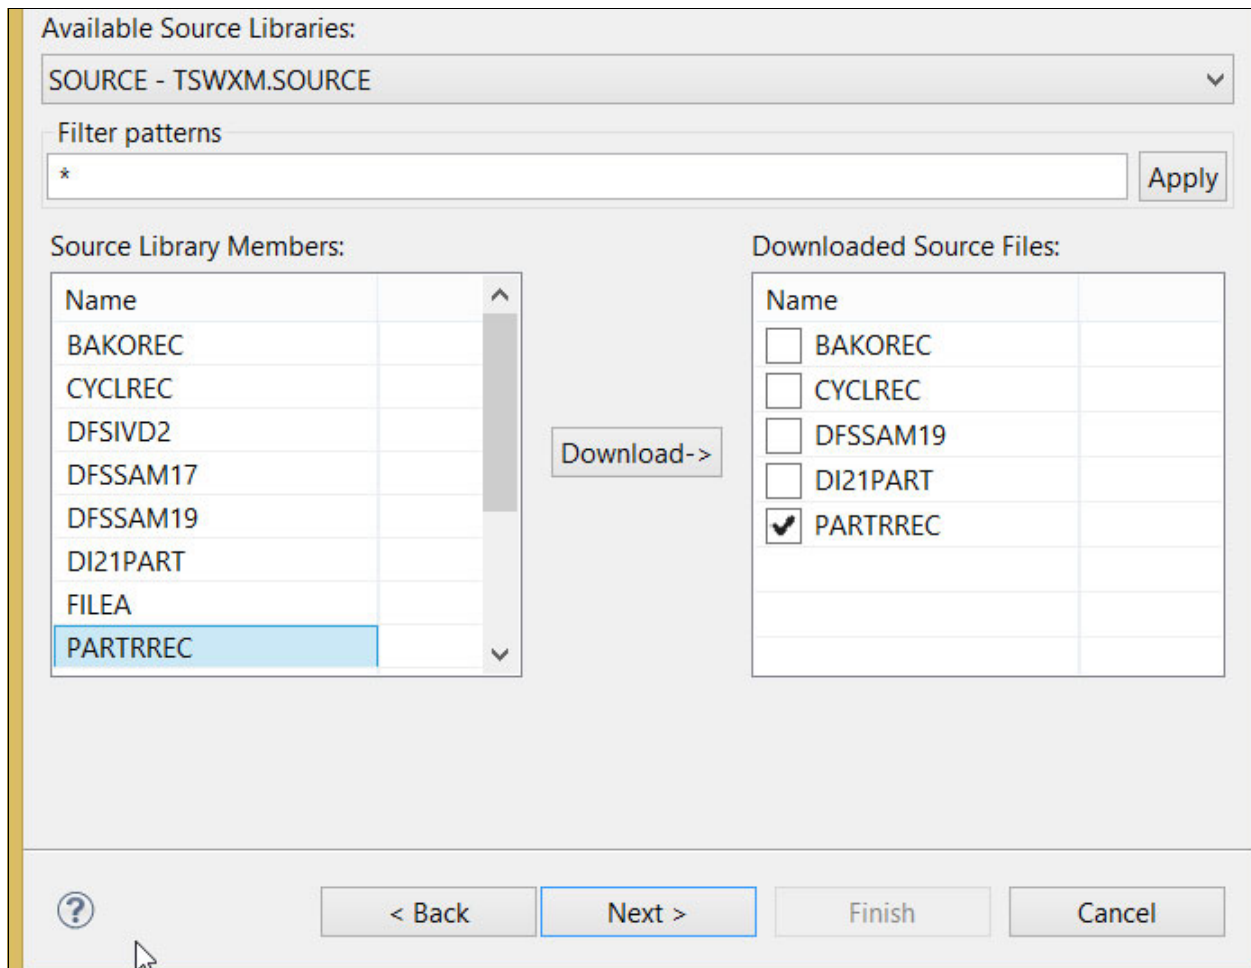 Available Source Libraries:
SOURCE - TSWXM.SOURCE
Filter patterns
*
Apply
Source Library Members:
Name
BAKOREC
CYCLREC
DFSIVD2
DFSSAM17
DFSSAM19
DI21PART
FILEA
PARTRREC
Download->
Downloaded Source Files:
Name
BAKOREC
CYCLREC
DFSSAM19
DI21PART
PARTRREC
?
< Back
Next >
Finish
Cancel